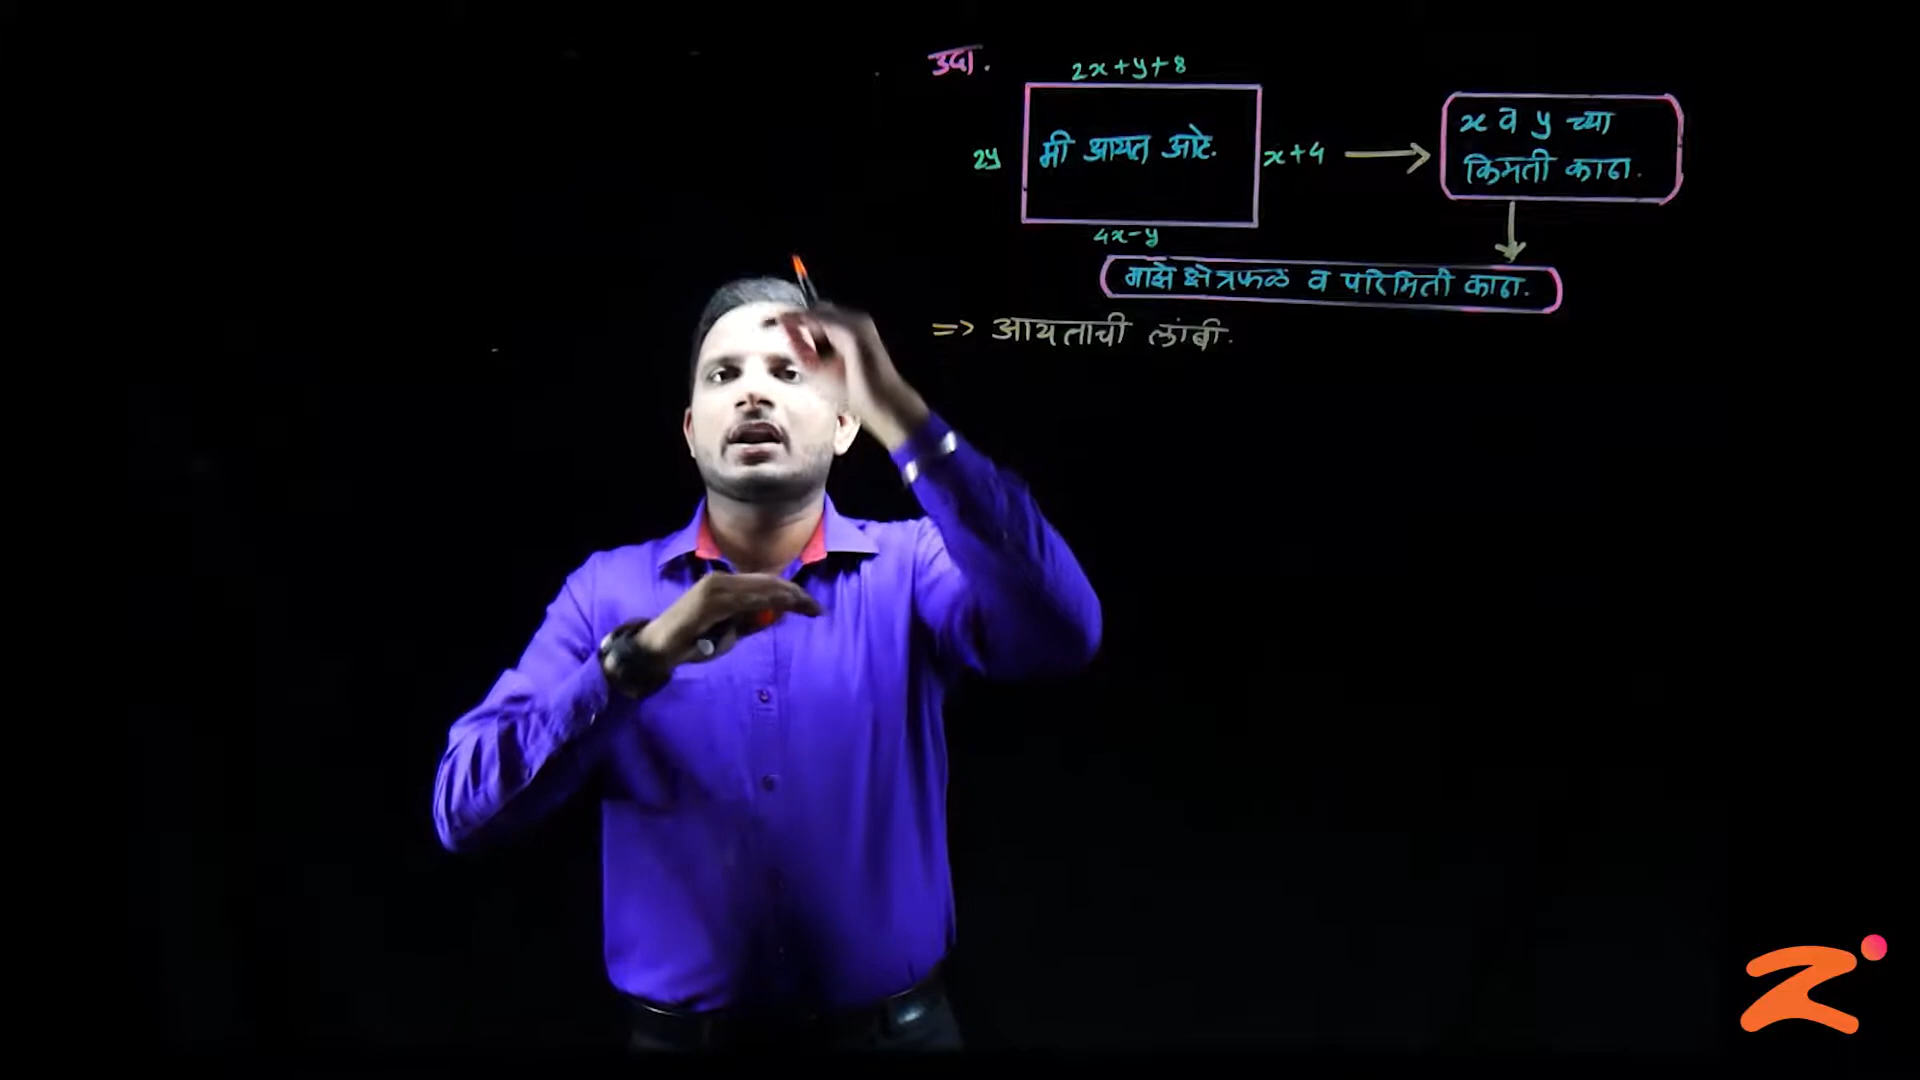 उदा.
2x+y+8
2y
मी आयत आहे.
x+4
4x-y
x व y च्या
किंमती काढा.
माझे क्षेत्रफळ व परिमिती काढा.
=> आयताची लांबी.